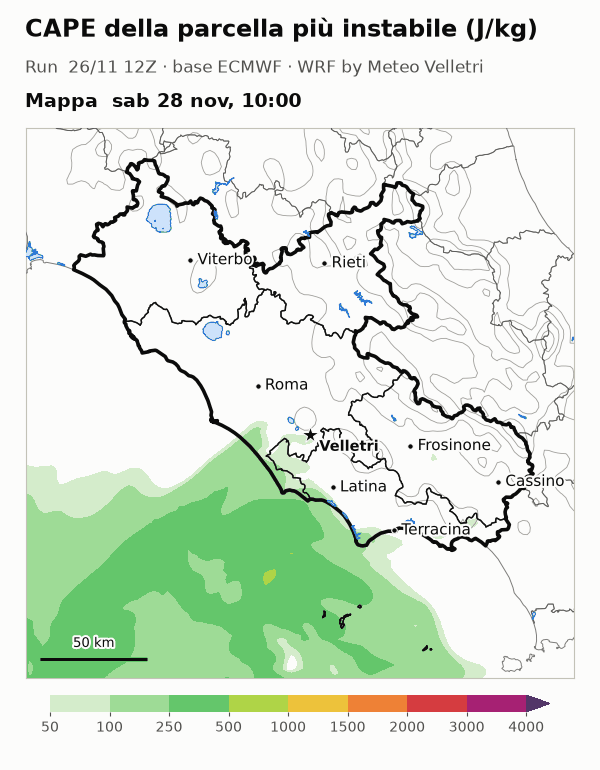 CAPE della parcella più instabile (J/kg)
Run  26/11 12Z · base ECMWF · WRF by Meteo Velletri
Mappa  sab 28 nov, 10:00
Viterbo
Rieti
Roma
Velletri
Frosinone
Cassino
Latina
Terracina
50 km
50 100 250 500 1000 1500 2000 3000 4000